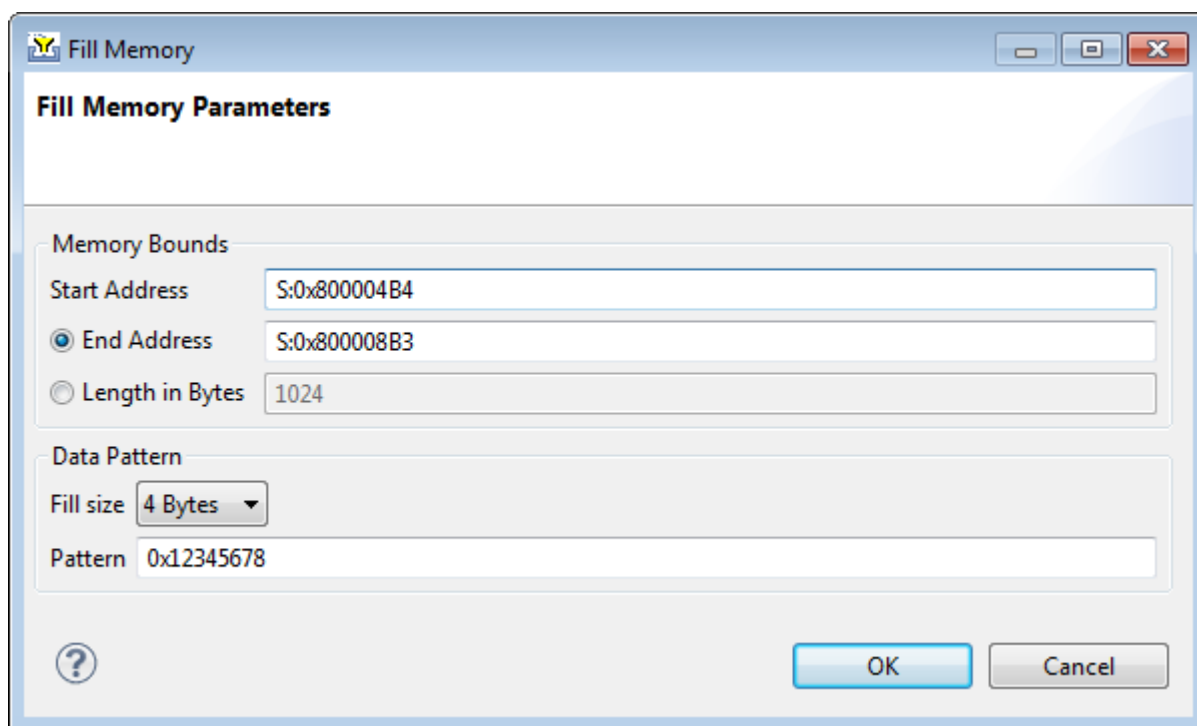 Fill Memory
Fill Memory Parameters
Memory Bounds
Start Address S:0x800004B4
End Address S:0x800008B3
Length in Bytes 1024
Data Pattern
Fill size 4 Bytes
Pattern 0x12345678
? OK Cancel